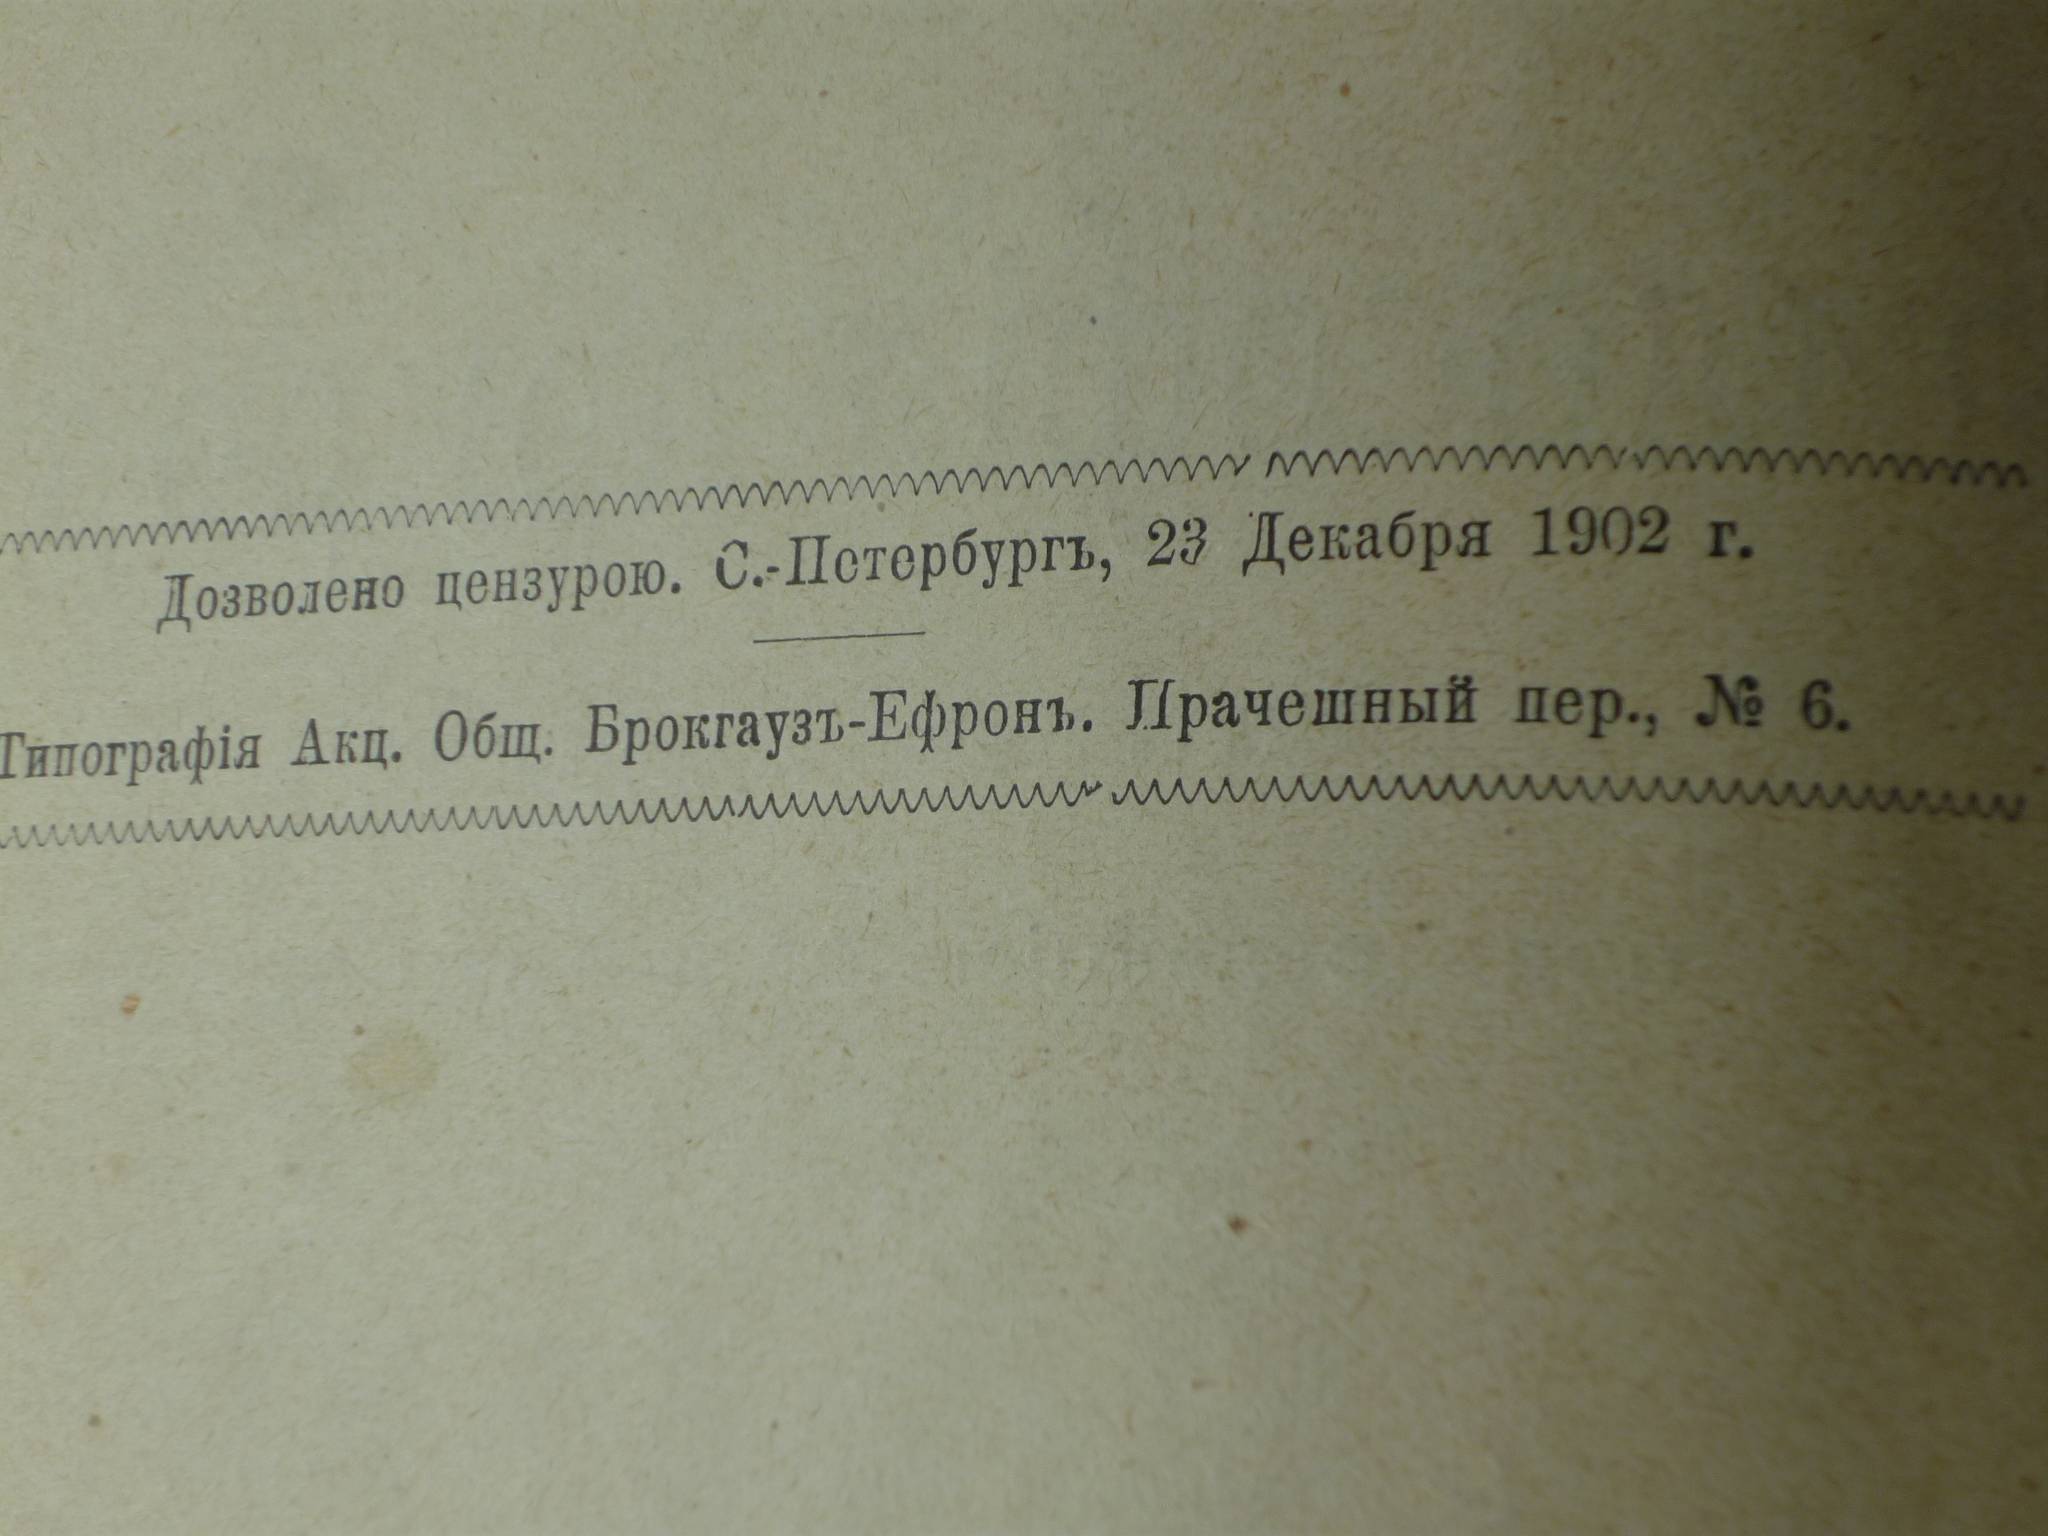 Дозволено цензурою. С.-Петербургъ, 23 Декабря 1902 г.
Типографія Акц. Общ. Брокгаузъ-Ефронъ. Прачешный пер., № 6.